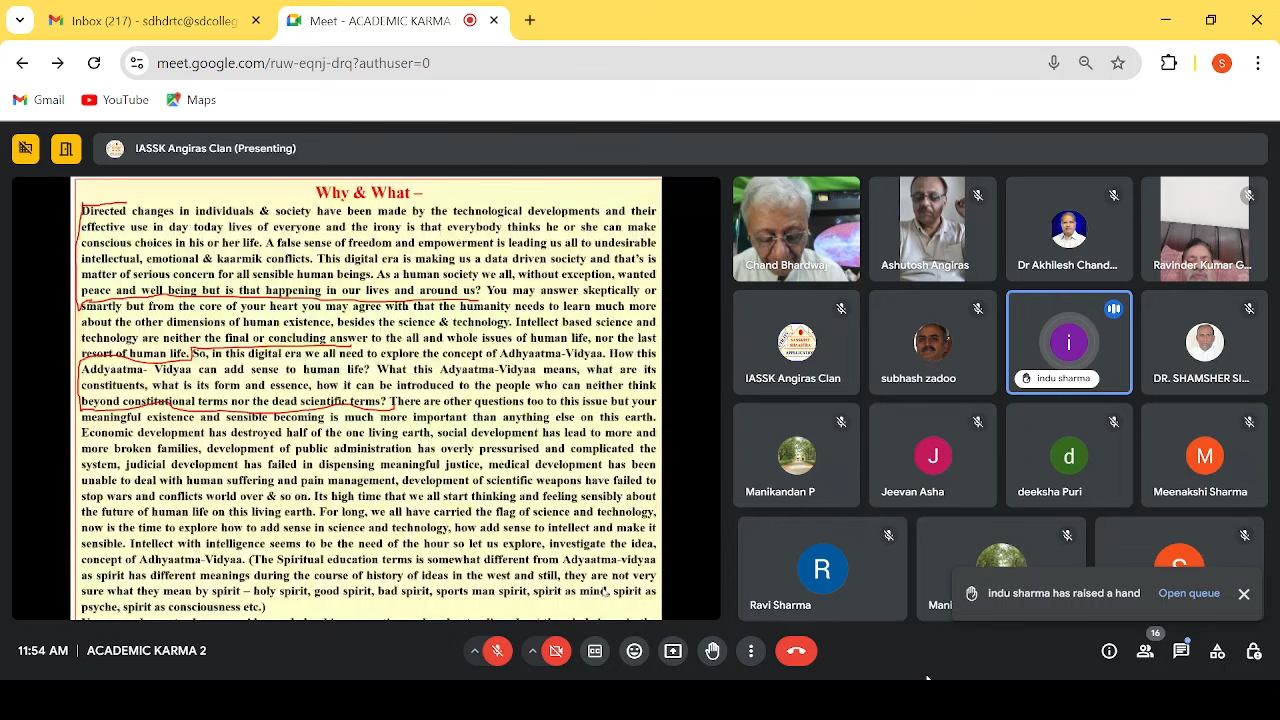 Inbox (217) - sdhdrtc@sdcolleg
Meet - ACADEMIC KARMA
meet.google.com/ruw-eqnj-drq?authuser=0
S
Gmail
YouTube
Maps
IASSK Angiras Clan (Presenting)
Why & What –
Directed changes in individuals & society have been made by the technological developments and their
effective use in day today lives of everyone and the irony is that everybody thinks he or she can make
conscious choices in his or her life. A false sense of freedom and empowerment is leading us all to undesirable
intellectual, emotional & kaarmik conflicts. This digital era is making us a data driven society and that's is
matter of serious concern for all sensible human beings. As a human society we all, without exception, wanted
peace and well being but is that happening in our lives and around us? You may answer skeptically or
smartly but from the core of your heart you may agree with that the humanity needs to learn much more
about the other dimensions of human existence, besides the science & technology. Intellect based science and
technology are neither the final or concluding answer to the all and whole issues of human life, nor the last
resort of human life. So, in this digital era we all need to explore the concept of Adhyaatma-Vidyaa. How this
Addyaatma- Vidyaa can add sense to human life? What this Adyaatma-Vidyaa means, what are its
constituents, what is its form and essence, how it can be introduced to the people who can neither think
beyond constitutional terms nor the dead scientific terms? There are other questions too to this issue but your
meaningful existence and sensible becoming is much more important than anything else on this earth.
Economic development has destroyed half of the one living earth, social development has lead to more and
more broken families, development of public administration has overly pressurised and complicated the
system, judicial development has failed in dispensing meaningful justice, medical development has been
unable to deal with human suffering and pain management, development of scientific weapons have failed to
stop wars and conflicts world over & so on. Its high time that we all start thinking and feeling sensibly about
the future of human life on this living earth. For long, we all have carried the flag of science and technology,
now is the time to explore how to add sense in science and technology, how add sense to intellect and make it
sensible. Intellect with intelligence seems to be the need of the hour so let us explore, investigate the idea,
concept of Adhyaatma-Vidyaa. (The Spiritual education terms is somewhat different from Adyaatma-vidyaa
as spirit has different meanings during the course of history of ideas in the west and still, they are not very
sure what they mean by spirit – holy spirit, good spirit, bad spirit, sports man spirit, spirit as mind, spirit as
psyche, spirit as consciousness etc.)
Chand Bhardwaj
Ashutosh Angiras
Dr Akhilesh Chand...
Ravinder Kumar G...
SANSKRIT
IASSK Angiras Clan
subhash zadoo
i
indu sharma
DR. SHAMSHER SI...
Manikandan P
J
Jeevan Asha
d
deeksha Puri
M
Meenakshi Sharma
R
Ravi Sharma
Mani
S
indu sharma has raised a hand
Open queue
11:54 AM
ACADEMIC KARMA 2
16